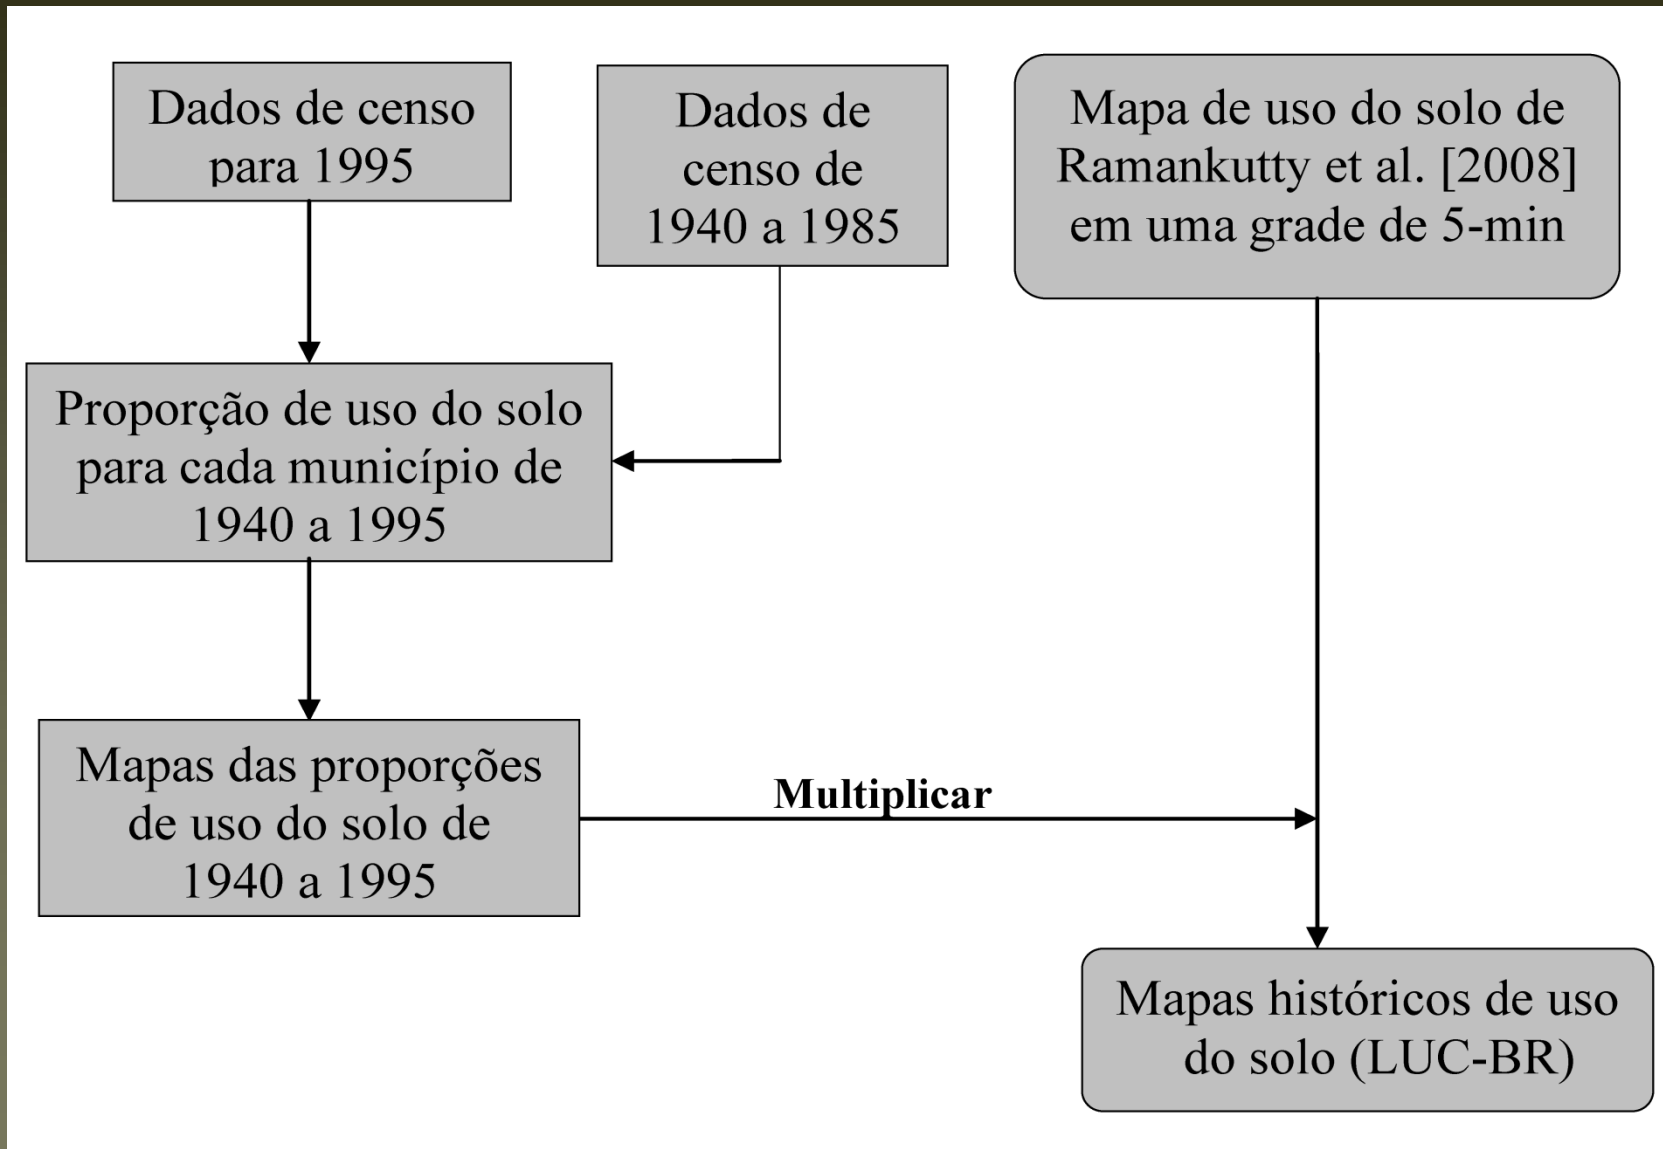 Dados de censo
para 1995
Dados de
censo de
1940 a 1985
Mapa de uso do solo de
Ramankutty et al. [2008]
em uma grade de 5-min
Proporção de uso do solo
para cada município de
1940 a 1995
Mapas das proporções
de uso do solo de
1940 a 1995
Multiplicar
Mapas históricos de uso
do solo (LUC-BR)